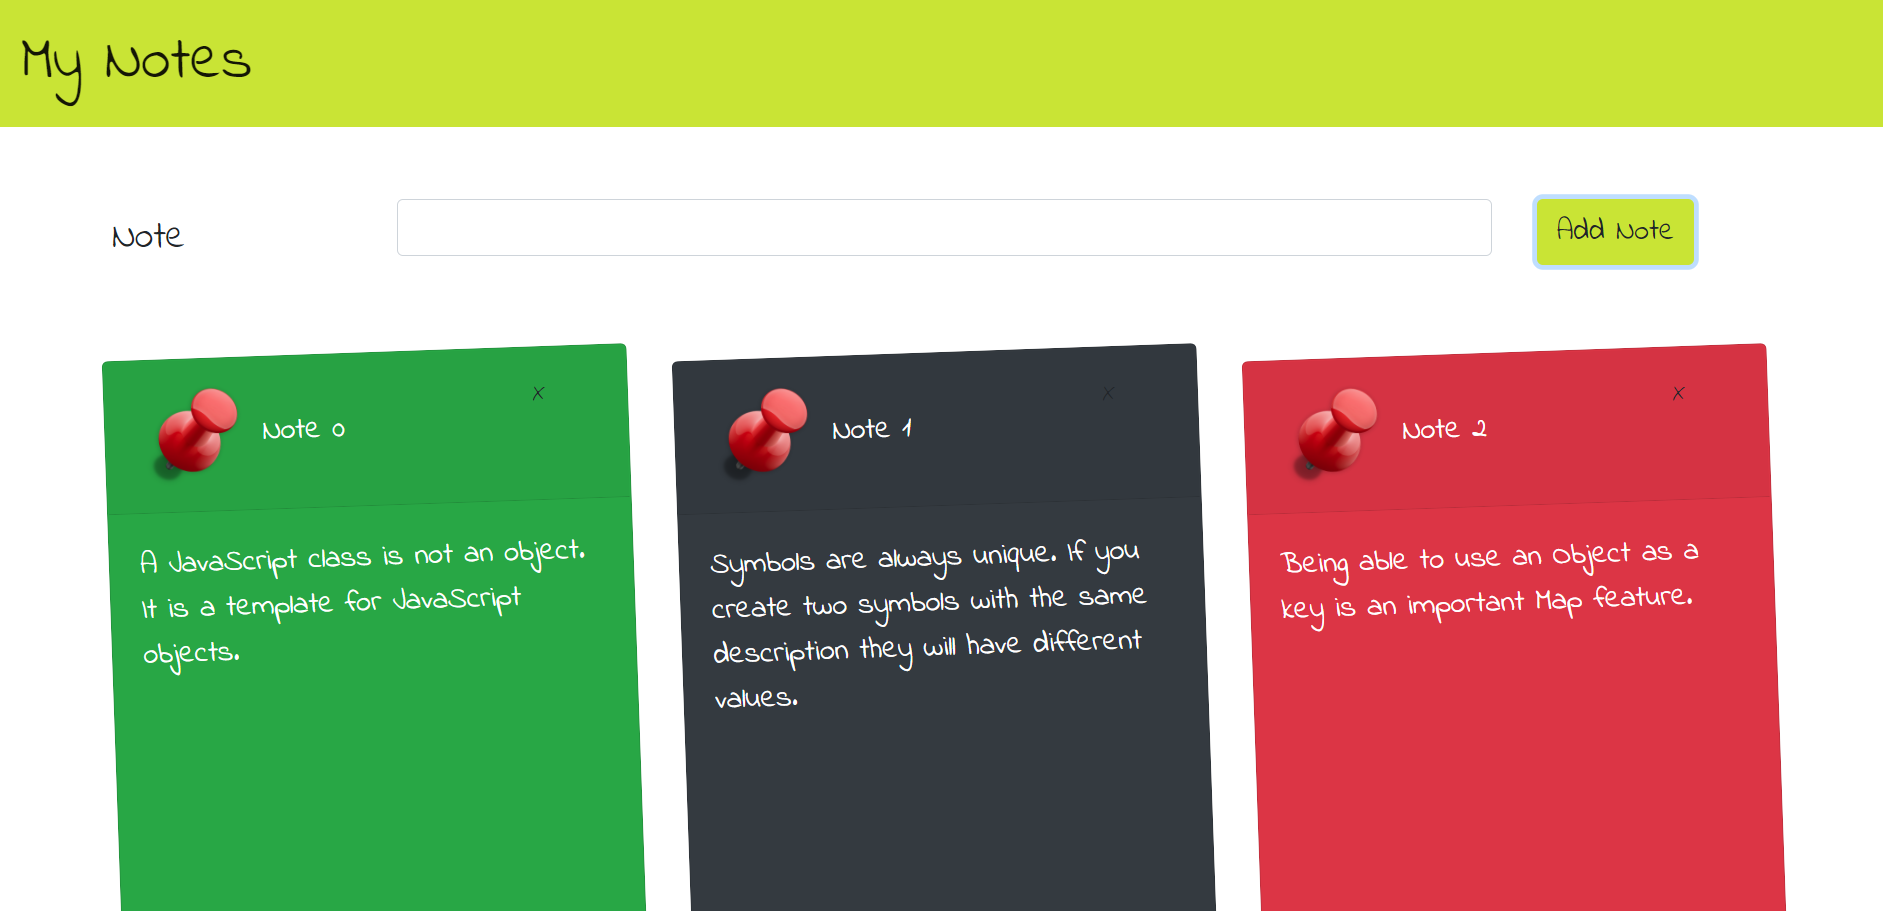 My Notes
Note
Add Note
Note 0
x
A JavaScript class is not an object.
It is a template for JavaScript
objects.
Note 1
x
Symbols are always unique. If you
create two symbols with the same
description they will have different
values.
Note 2
x
Being able to use an Object as a
key is an important Map feature.